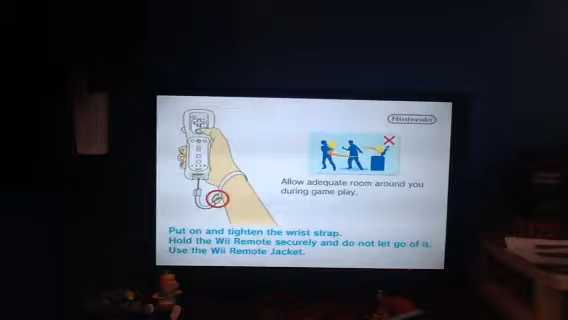 Nintendo
Allow adequate room around you
during game play.
Put on and tighten the wrist strap.
Hold the Wii Remote securely and do not let go of it.
Use the Wii Remote Jacket.